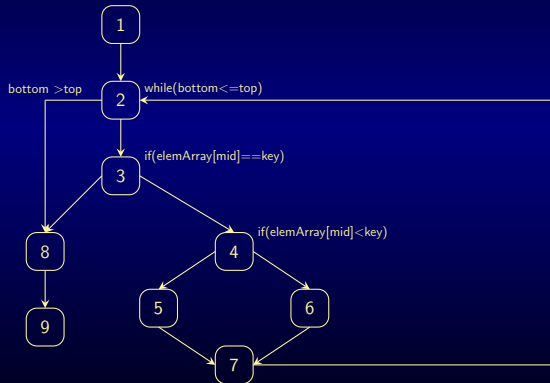 1
bottom >top
while(bottom<=top)
2
if(elemArray[mid]==key)
3
if(elemArray[mid]<key)
8
4
5
6
9
7